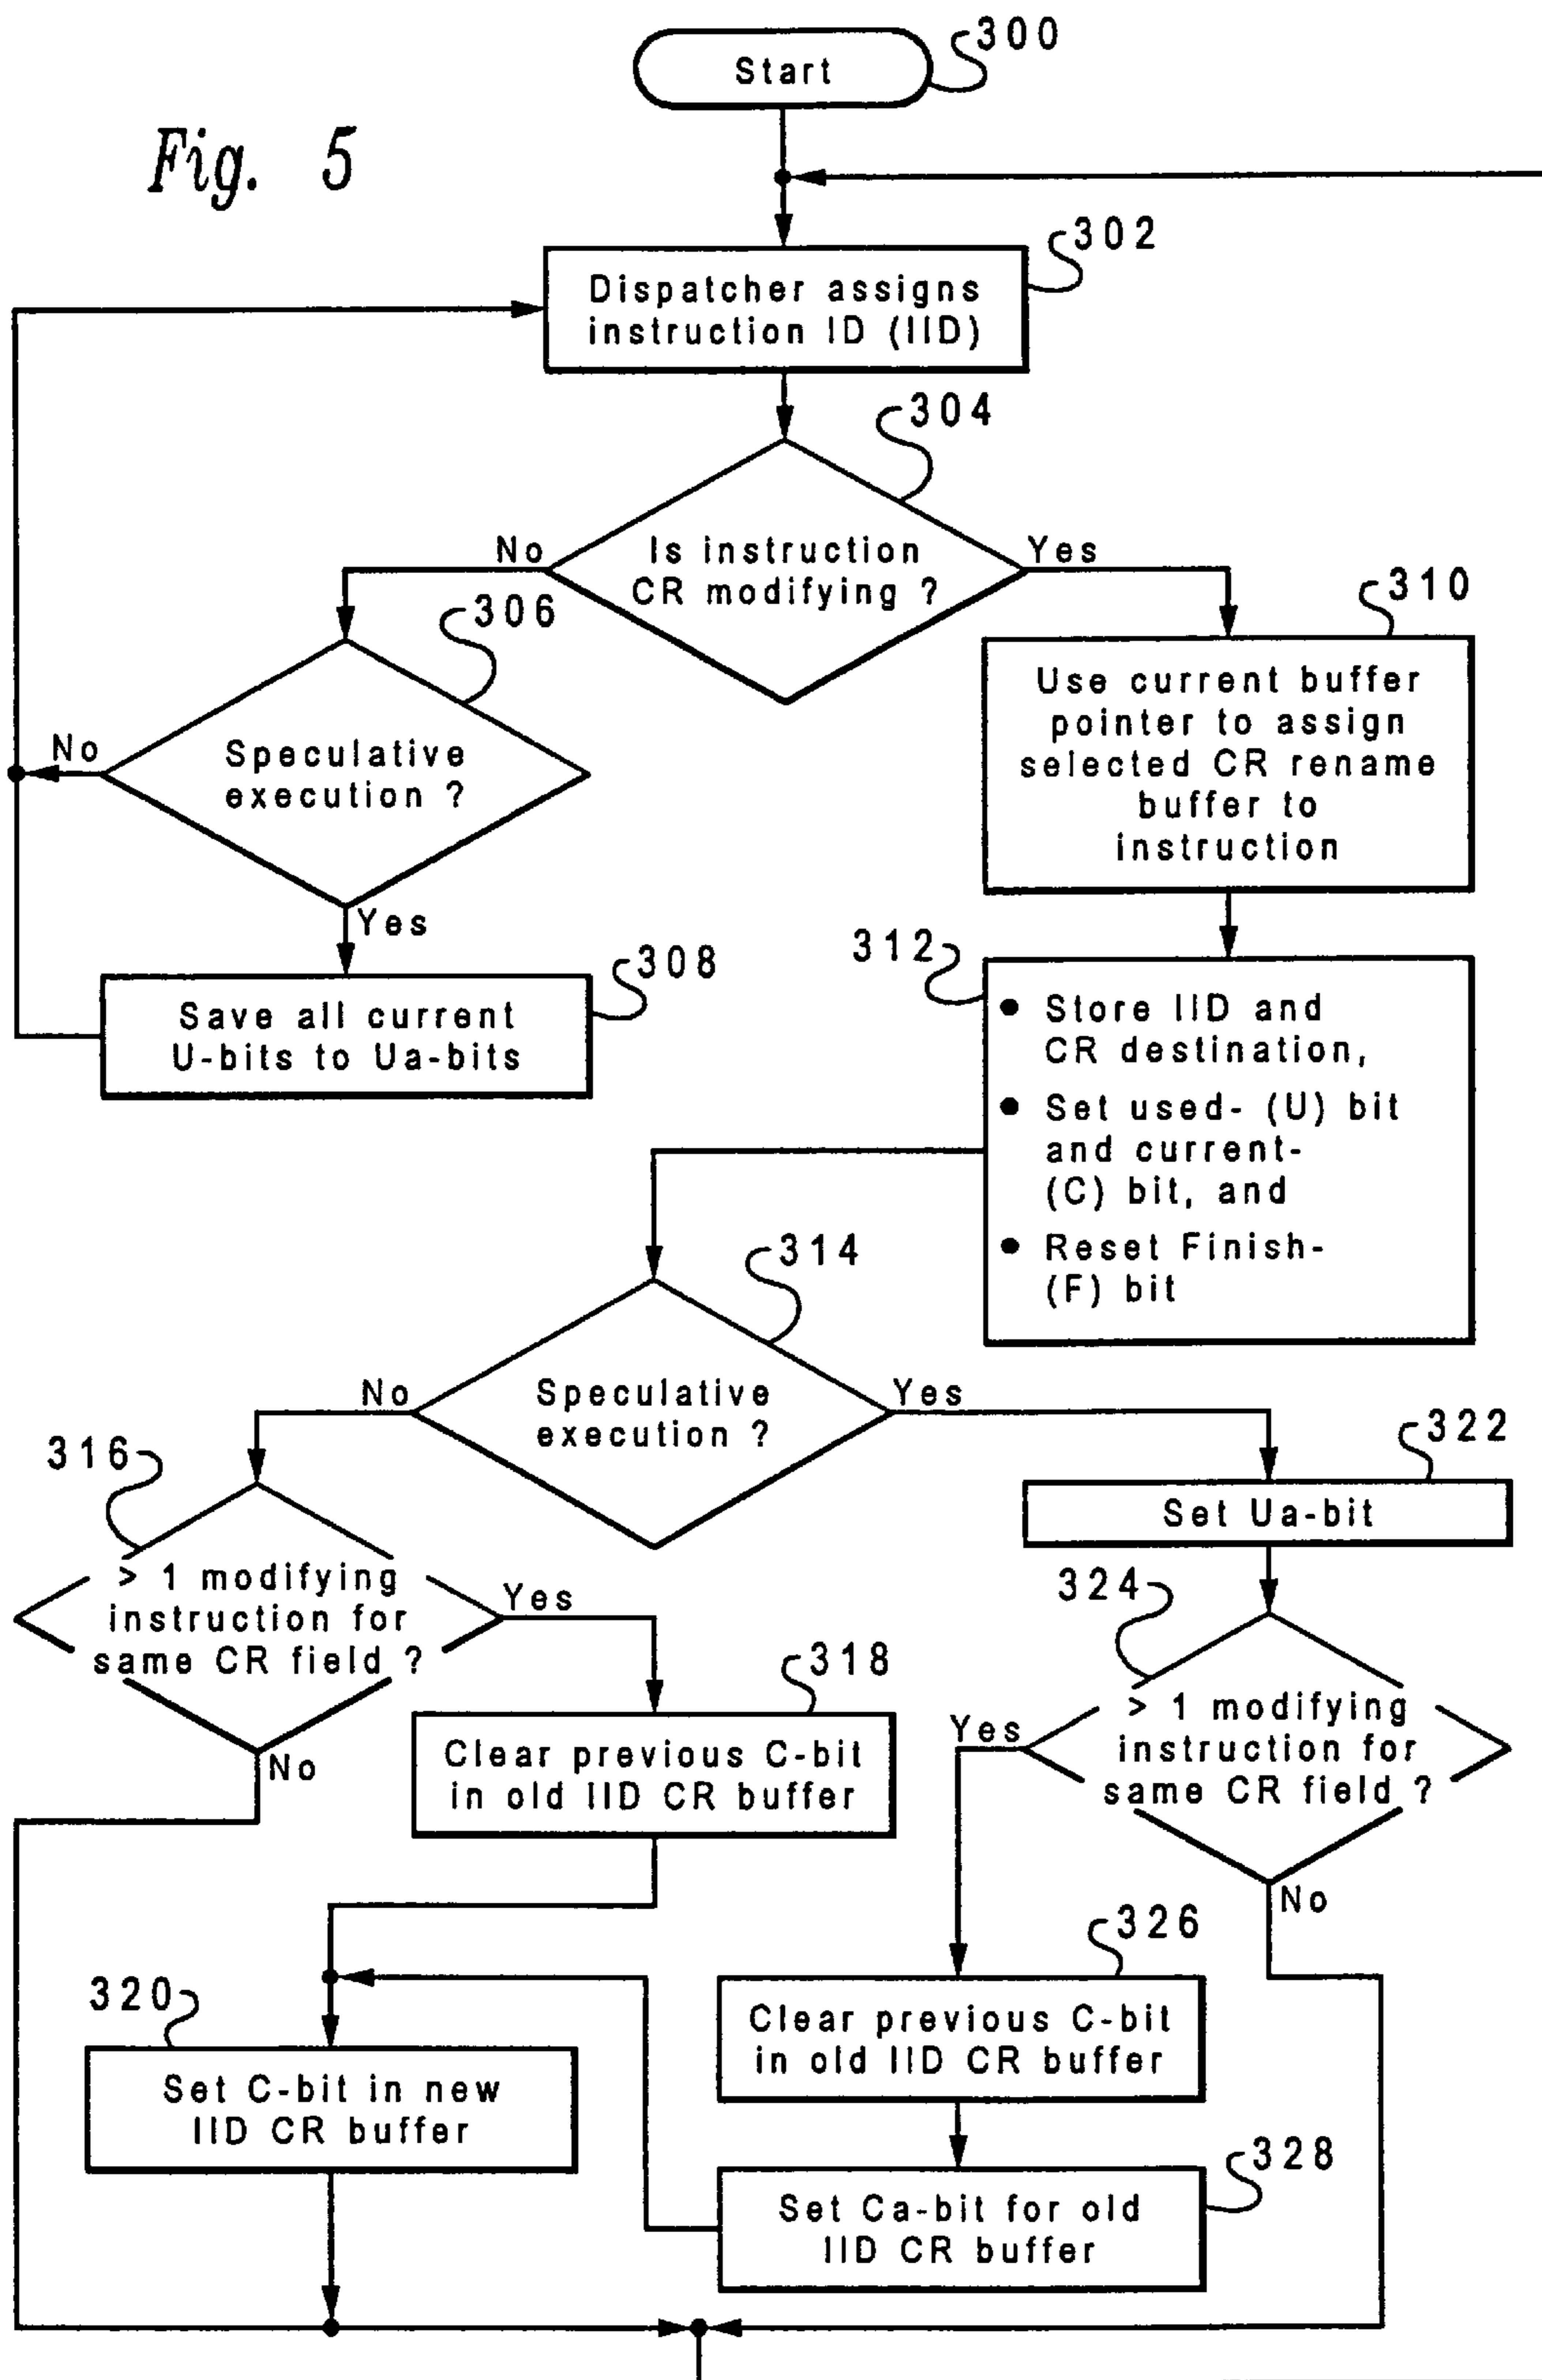 300
Start
Fig. 5
302
Dispatcher assigns
instruction ID (IID)
304
No
Is instruction
CR modifying ?
Yes
306
310
Use current buffer
pointer to assign
selected CR rename
buffer to
instruction
No
Speculative
execution ?
Yes
308
Save all current
U-bits to Ua-bits
312
• Store IID and
CR destination,
• Set used- (U) bit
and current-
(C) bit, and
• Reset Finish-
(F) bit
314
No
Speculative
execution ?
Yes
316
322
Set Ua-bit
> 1 modifying
instruction for
same CR field ?
Yes
No
318
Clear previous C-bit
in old IID CR buffer
324
Yes
> 1 modifying
instruction for
same CR field ?
No
326
Clear previous C-bit
in old IID CR buffer
320
Set C-bit in new
IID CR buffer
328
Set Ca-bit for old
IID CR buffer